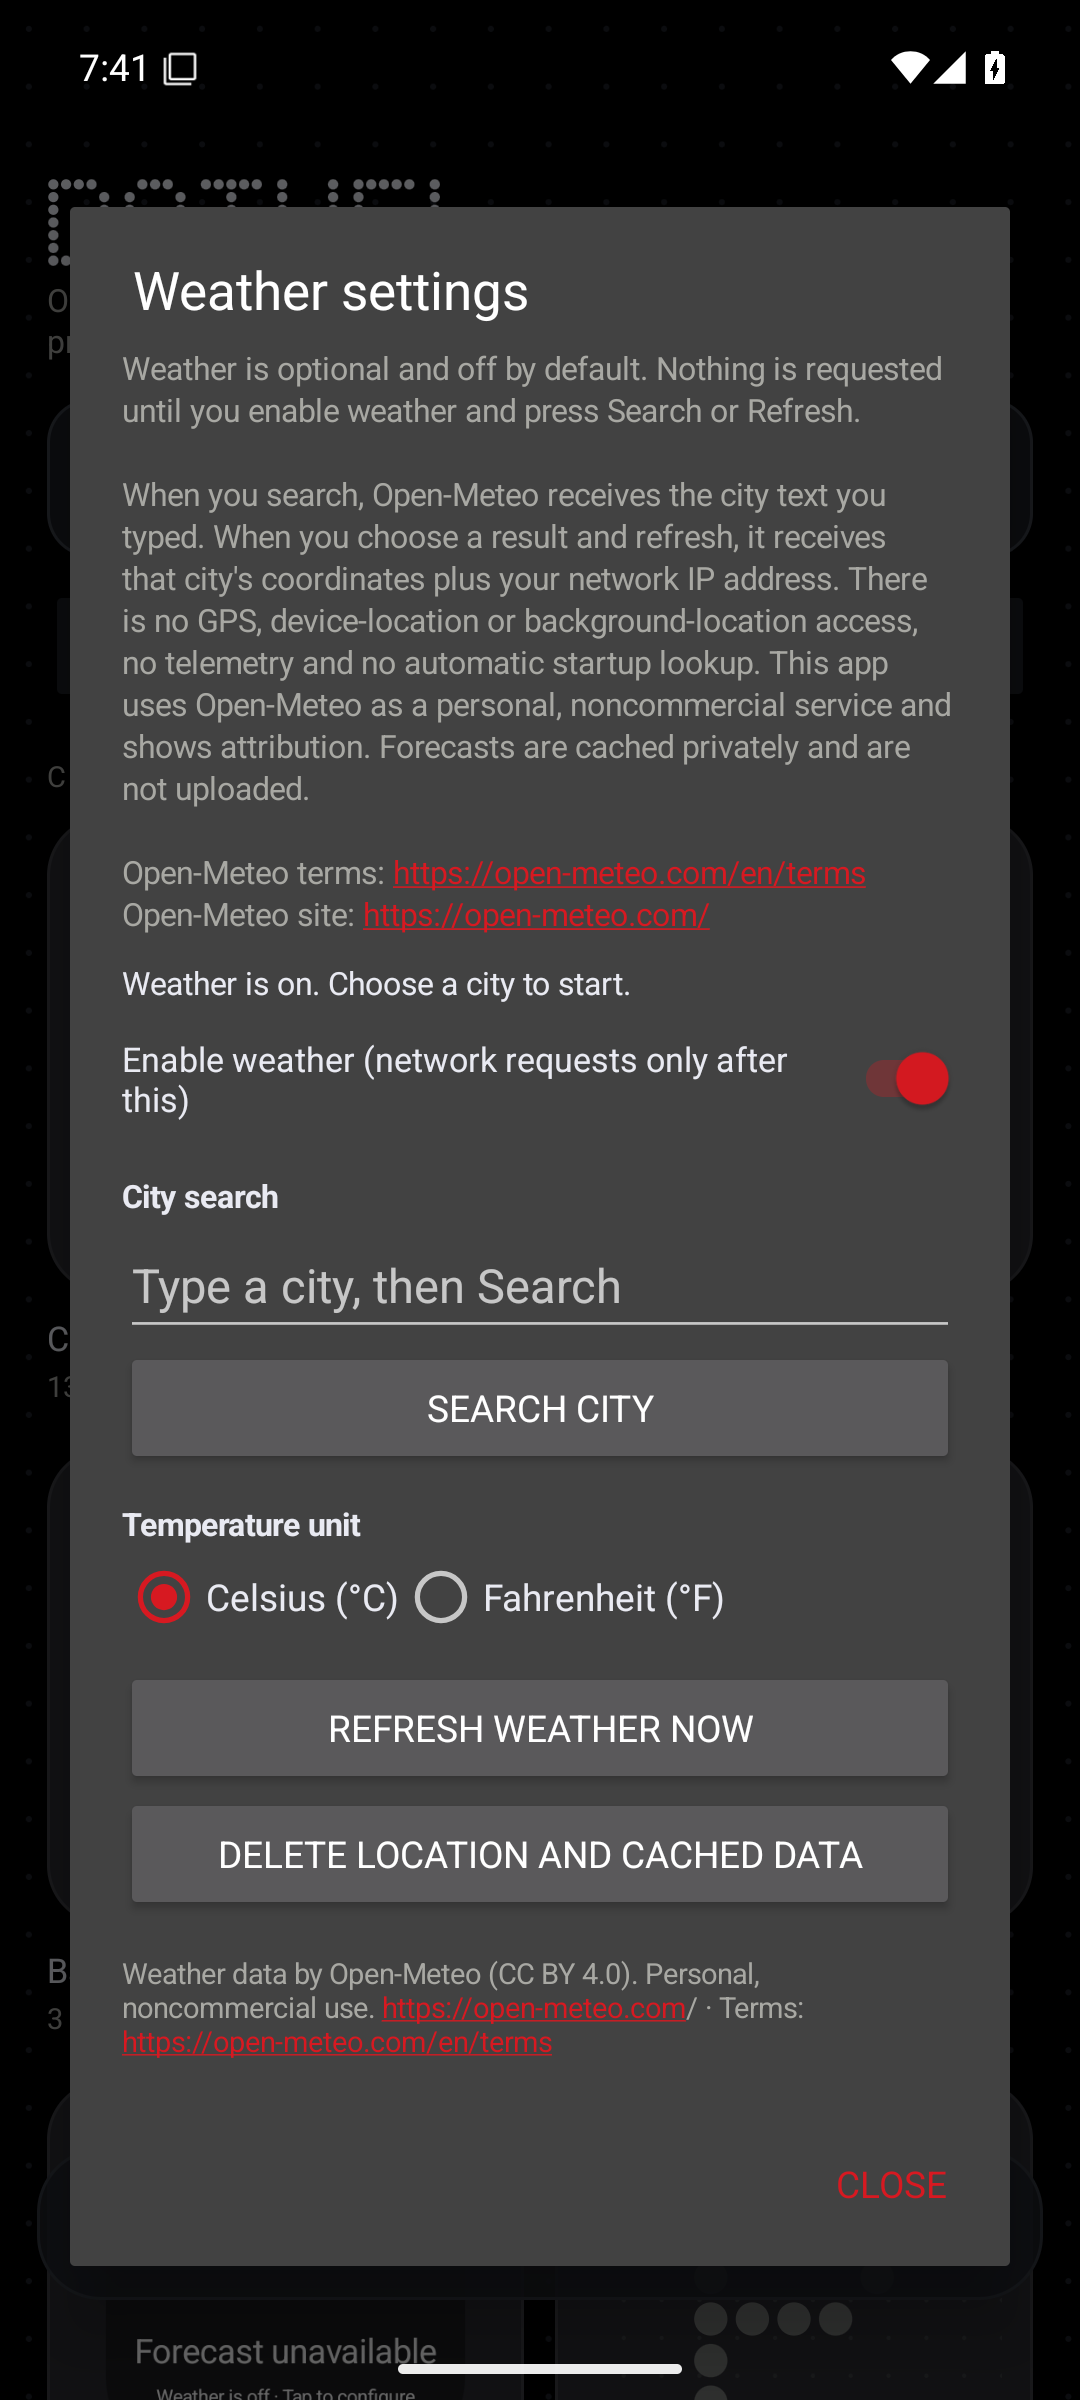 7:41
Weather settings
Weather is optional and off by default. Nothing is requested
until you enable weather and press Search or Refresh.
When you search, Open-Meteo receives the city text you
typed. When you choose a result and refresh, it receives
that city's coordinates plus your network IP address. There
is no GPS, device-location or background-location access,
no telemetry and no automatic startup lookup. This app
uses Open-Meteo as a personal, noncommercial service and
shows attribution. Forecasts are cached privately and are
not uploaded.
Open-Meteo terms: https://open-meteo.com/en/terms
Open-Meteo site: https://open-meteo.com/
Weather is on. Choose a city to start.
Enable weather (network requests only after
this)
City search
Type a city, then Search
SEARCH CITY
Temperature unit
Celsius (°C) Fahrenheit (°F)
REFRESH WEATHER NOW
DELETE LOCATION AND CACHED DATA
Weather data by Open-Meteo (CC BY 4.0). Personal,
noncommercial use. https://open-meteo.com/ · Terms:
https://open-meteo.com/en/terms
CLOSE
Forecast unavailable
Weather is off · Tap to configure